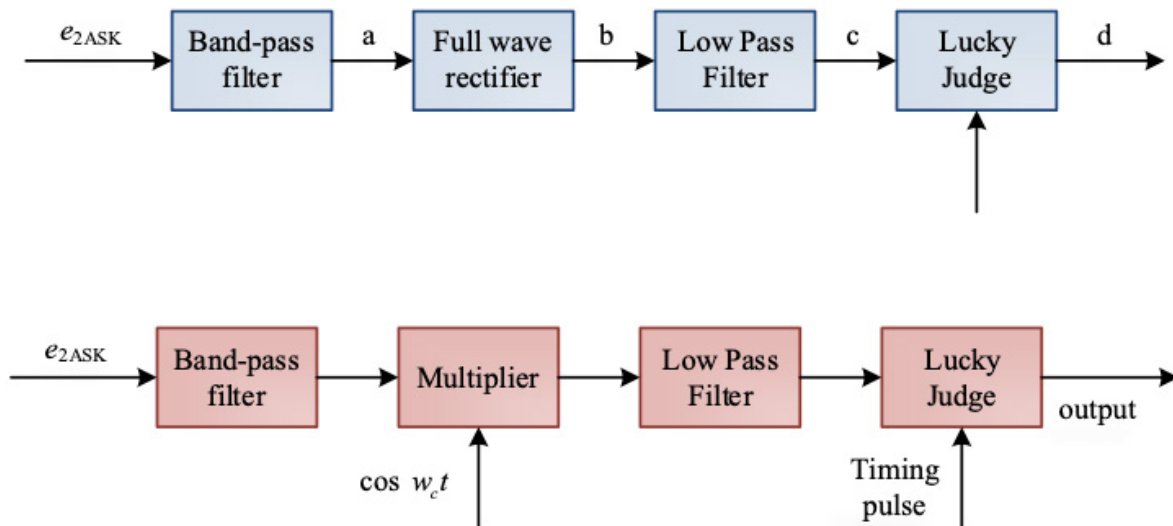 e2ASK
Band-pass
filter
a
Full wave
rectifier
b
Low Pass
Filter
c
Lucky
Judge
d
e2ASK
Band-pass
filter
Multiplier
cos wct
Low Pass
Filter
Lucky
Judge
Timing
pulse
output